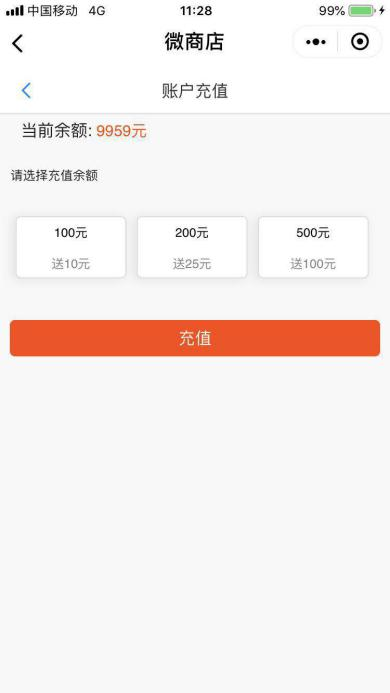 中国移动 4G 11:28 99%
微商店
账户充值
当前余额: 9959元
请选择充值余额
100元 200元 500元
送10元 送25元 送100元
充值